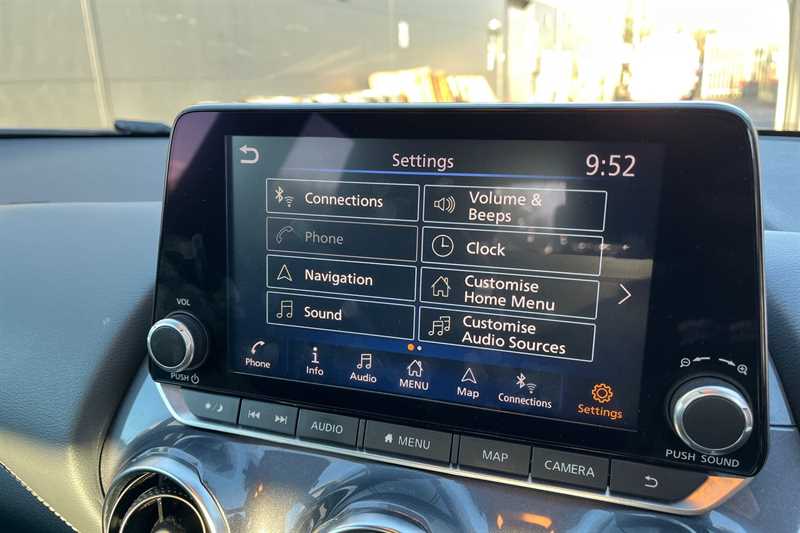 Settings
9:52
Connections
Volume &
Beeps
Phone
Clock
Navigation
Customise
Home Menu
Sound
Customise
Audio Sources
Phone
Info
Audio
MENU
Map
Connections
Settings
VOL
PUSH
AUDIO
MENU
MAP
CAMERA
PUSH SOUND